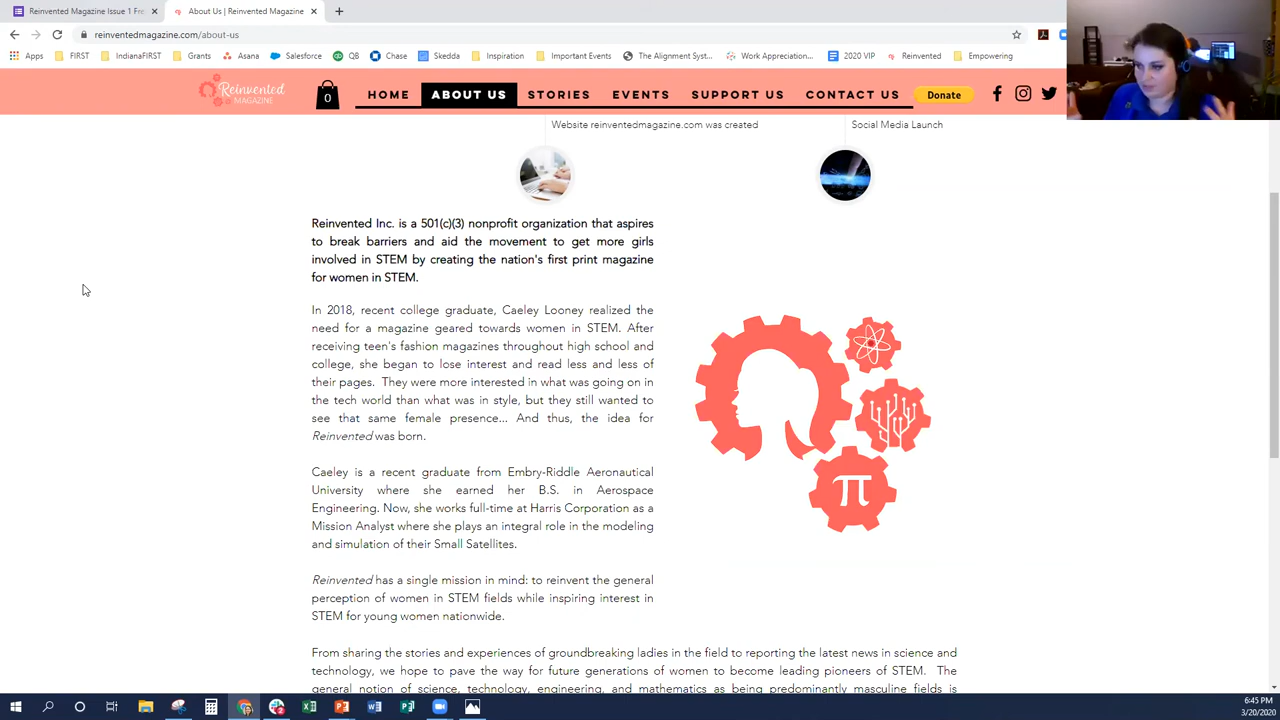 Reinvented Magazine Issue 1 Fre
About Us | Reinvented Magazine
reinventedmagazine.com/about-us
Apps FIRST IndianaFIRST Grants Asana Salesforce QB Chase Skedda Inspiration Important Events The Alignment Syst... Work Appreciation... 2020 VIP Reinvented Empowering
Reinvented
MAGAZINE
0
HOME ABOUT US STORIES EVENTS SUPPORT US CONTACT US Donate
Website reinventedmagazine.com was created
Social Media Launch
Reinvented Inc. is a 501(c)(3) nonprofit organization that aspires
to break barriers and aid the movement to get more girls
involved in STEM by creating the nation's first print magazine
for women in STEM.
In 2018, recent college graduate, Caeley Looney realized the
need for a magazine geared towards women in STEM. After
receiving teen's fashion magazines throughout high school and
college, she began to lose interest and read less and less of
their pages. They were more interested in what was going on in
the tech world than what was in style, but they still wanted to
see that same female presence... And thus, the idea for
Reinvented was born.
Caeley is a recent graduate from Embry-Riddle Aeronautical
University where she earned her B.S. in Aerospace
Engineering. Now, she works full-time at Harris Corporation as a
Mission Analyst where she plays an integral role in the modeling
and simulation of their Small Satellites.
π
Reinvented has a single mission in mind: to reinvent the general
perception of women in STEM fields while inspiring interest in
STEM for young women nationwide.
From sharing the stories and experiences of groundbreaking ladies in the field to reporting the latest news in science and
technology, we hope to pave the way for future generations of women to become leading pioneers of STEM. The
general notion of science, technology, engineering, and mathematics as being predominantly masculine fields is
6:45 PM
3/20/2020